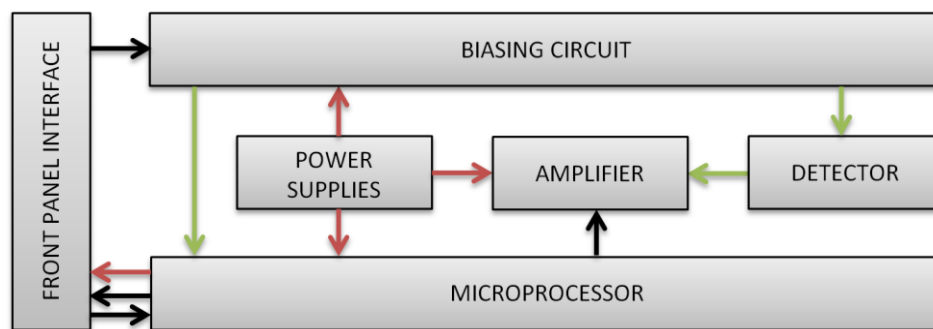 FRONT PANEL INTERFACE
BIASING CIRCUIT
POWER
SUPPLIES
AMPLIFIER
DETECTOR
MICROPROCESSOR